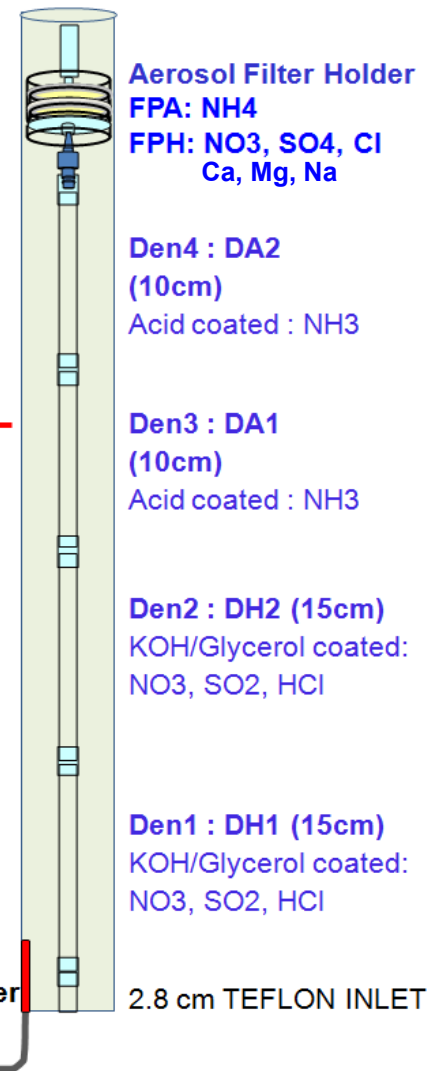 Aerosol Filter Holder
FPA: NH4
FPH: NO3, SO4, Cl
Ca, Mg, Na
Den4 : DA2
(10cm)
Acid coated : NH3
Den3 : DA1
(10cm)
Acid coated : NH3
Den2 : DH2 (15cm)
KOH/Glycerol coated:
NO3, SO2, HCl
Den1 : DH1 (15cm)
KOH/Glycerol coated:
NO3, SO2, HCl
2.8 cm TEFLON INLET